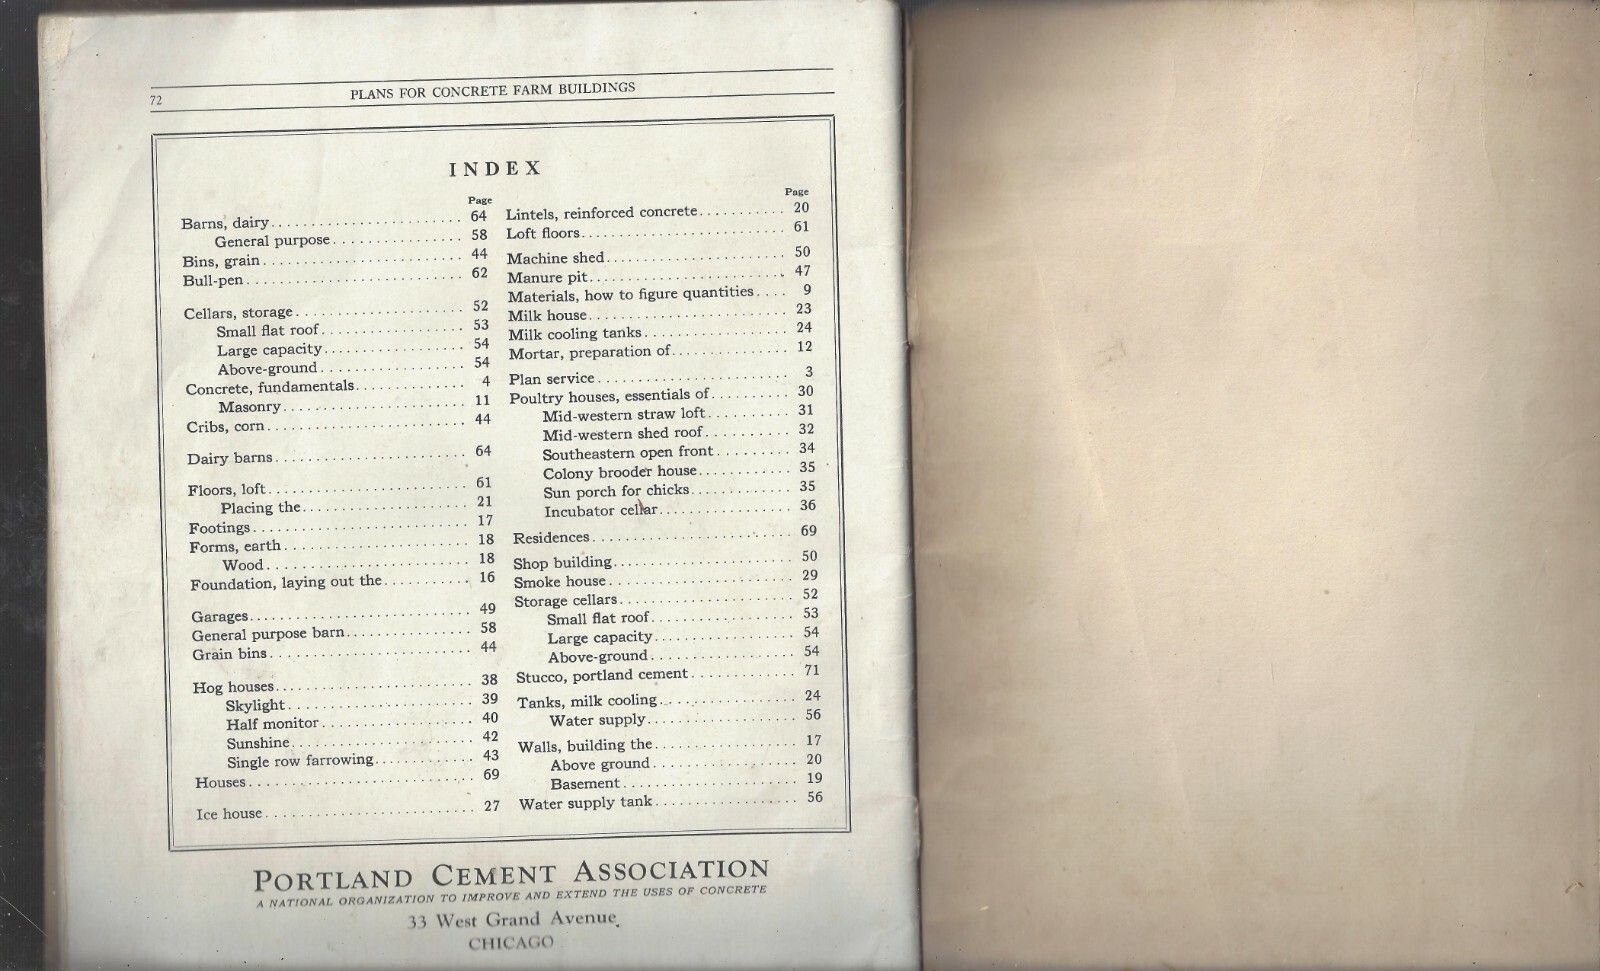 72
PLANS FOR CONCRETE FARM BUILDINGS
INDEX
Page
Barns, dairy........................ 64
General purpose................ 58
Bins, grain......................... 44
Bull-pen........................... 62
Cellars, storage..................... 52
Small flat roof.................. 53
Large capacity.................. 54
Above-ground.................. 54
Concrete, fundamentals.............. 4
Masonry....................... 11
Cribs, corn......................... 44
Dairy barns........................ 64
Floors, loft......................... 61
Placing the..................... 21
Footings........................... 17
Forms, earth....................... 18
Wood......................... 18
Foundation, laying out the........... 16
Garages............................ 49
General purpose barn................ 58
Grain bins......................... 44
Hog houses......................... 38
Skylight....................... 39
Half monitor................... 40
Sunshine....................... 42
Single row farrowing............. 43
Houses............................ 69
Ice house.......................... 27
Page
Lintels, reinforced concrete........... 20
Loft floors.......................... 61
Machine shed....................... 50
Manure pit......................... 47
Materials, how to figure quantities.... 9
Milk house......................... 23
Milk cooling tanks.................. 24
Mortar, preparation of............... 12
Plan service........................ 3
Poultry houses, essentials of.......... 30
Mid-western straw loft........... 31
Mid-western shed roof........... 32
Southeastern open front......... 34
Colony brooder house............ 35
Sun porch for chicks............. 35
Incubator cellar................. 36
Residences......................... 69
Shop building....................... 50
Smoke house....................... 29
Storage cellars...................... 52
Small flat roof.................. 53
Large capacity.................. 54
Above-ground.................. 54
Stucco, portland cement............. 71
Tanks, milk cooling................. 24
Water supply................... 56
Walls, building the.................. 17
Above ground.................. 20
Basement...................... 19
Water supply tank.................. 56
PORTLAND CEMENT ASSOCIATION
A NATIONAL ORGANIZATION TO IMPROVE AND EXTEND THE USES OF CONCRETE
33 West Grand Avenue
CHICAGO